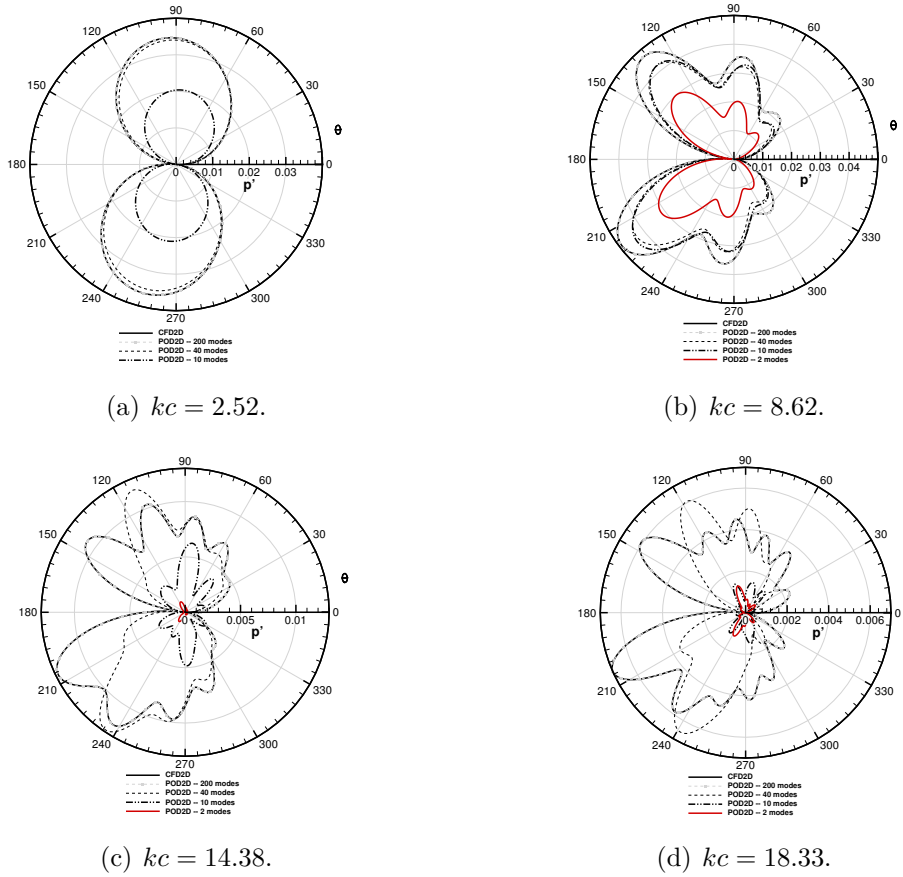 90
120
60
150
30
θ
180
0
0
0.01
0.02
0.03
p'
210
330
240
300
270
CFD2D
POD2D -- 200 modes
POD2D -- 40 modes
POD2D -- 10 modes
(a) kc = 2.52.
90
120
60
150
30
θ
180
0
0
0.01
0.02
0.03
0.04
p'
210
330
240
300
270
CFD2D
POD2D -- 200 modes
POD2D -- 40 modes
POD2D -- 10 modes
POD2D -- 2 modes
(b) kc = 8.62.
90
120
60
150
30
θ
180
0
0
0.005
0.01
p'
210
330
240
300
270
CFD2D
POD2D -- 200 modes
POD2D -- 40 modes
POD2D -- 10 modes
POD2D -- 2 modes
(c) kc = 14.38.
90
120
60
150
30
180
0
0
0.002
0.004
0.006
p'
210
330
240
300
270
CFD2D
POD2D -- 200 modes
POD2D -- 40 modes
POD2D -- 10 modes
POD2D -- 2 modes
(d) kc = 18.33.